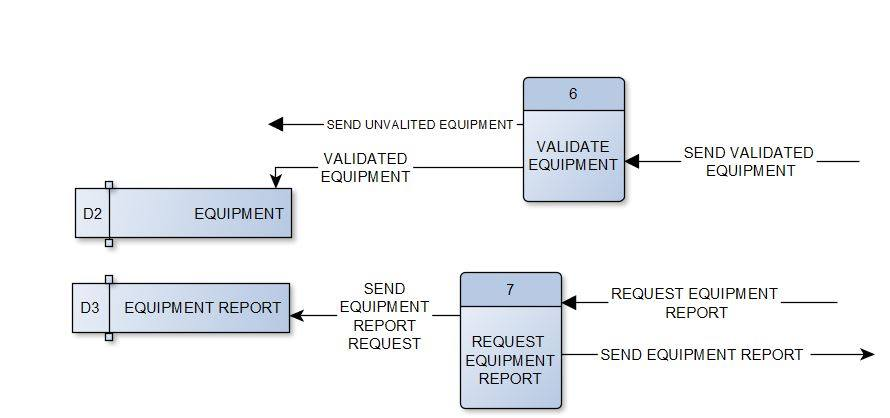 6
SEND UNVALITED EQUIPMENT
VALIDATE
EQUIPMENT
SEND VALIDATED
EQUIPMENT
VALIDATED
EQUIPMENT
D2
EQUIPMENT
D3
EQUIPMENT REPORT
SEND
EQUIPMENT
REPORT
REQUEST
7
REQUEST
EQUIPMENT
REPORT
REQUEST EQUIPMENT
REPORT
SEND EQUIPMENT REPORT